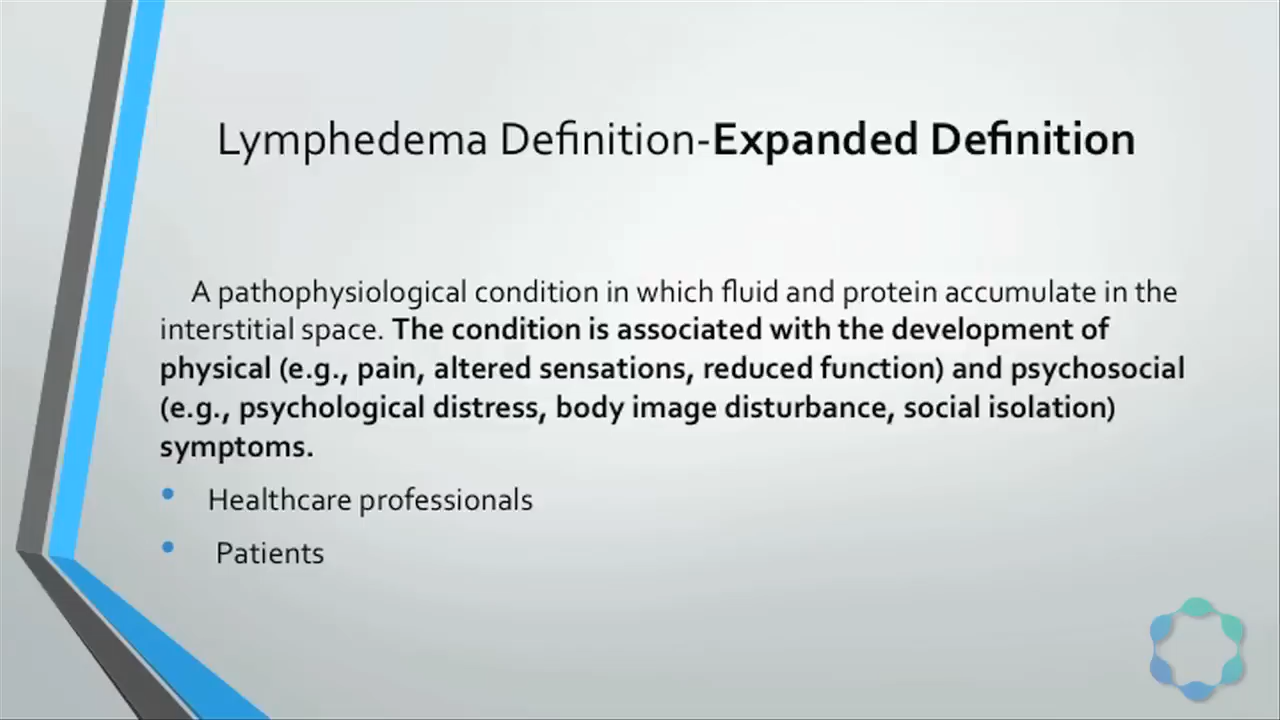 Lymphedema Definition-Expanded Definition
A pathophysiological condition in which fluid and protein accumulate in the
interstitial space. The condition is associated with the development of
physical (e.g., pain, altered sensations, reduced function) and psychosocial
(e.g., psychological distress, body image disturbance, social isolation)
symptoms.
• Healthcare professionals
• Patients